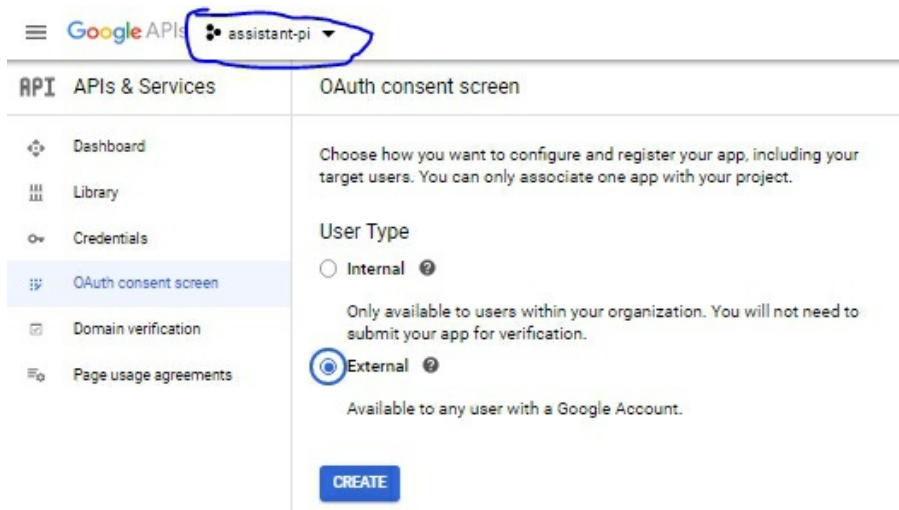 Google APIs assistant-pi
API APIs & Services
OAuth consent screen
Dashboard
Library
Credentials
OAuth consent screen
Domain verification
Page usage agreements
Choose how you want to configure and register your app, including your
target users. You can only associate one app with your project.
User Type
Internal
Only available to users within your organization. You will not need to
submit your app for verification.
External
Available to any user with a Google Account.
CREATE